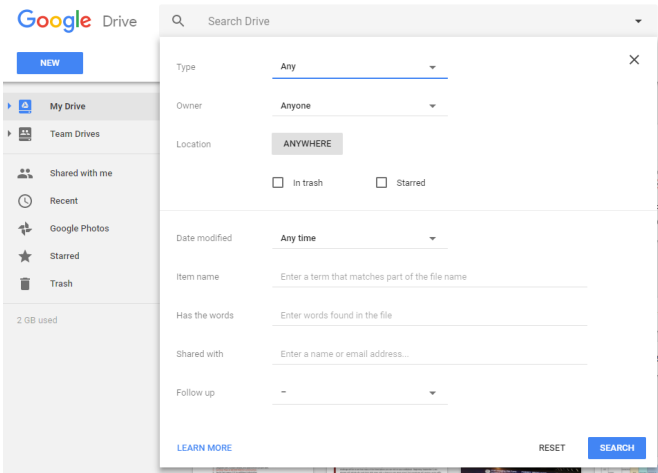 Google Drive
Search Drive
NEW
My Drive
Team Drives
Shared with me
Recent
Google Photos
Starred
Trash
2 GB used
Type Any
Owner Anyone
Location ANYWHERE
In trash Starred
Date modified Any time
Item name Enter a term that matches part of the file name
Has the words Enter words found in the file
Shared with Enter a name or email address...
Follow up –
LEARN MORE RESET SEARCH